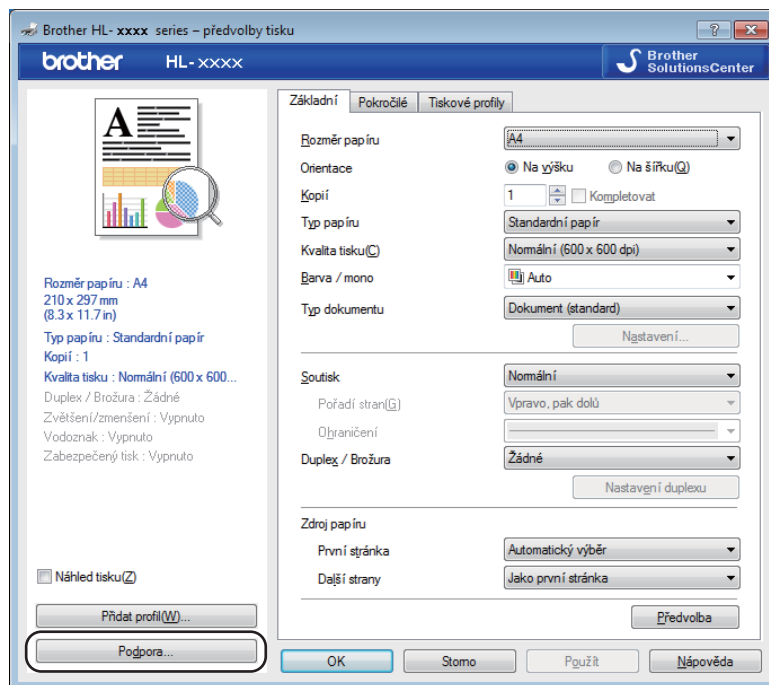 Brother HL- xxxx series – předvolby tisku
brother HL-xxxx
Brother
SolutionsCenter
A
Rozměr papíru : A4
210 x 297 mm
(8.3 x 11.7 in)
Typ papíru : Standardní papír
Kopií : 1
Kvalita tisku : Normální (600 x 600...
Duplex / Brožura : Žádné
Zvětšení/zmenšení : Vypnuto
Vodoznak : Vypnuto
Zabezpečený tisk : Vypnuto
Náhled tisku(Z)
Přidat profil(W)...
Podpora...
Základní Pokročilé Tiskové profily
Rozměr papíru A4
Orientace Na výšku Na šířku(Q)
Kopií 1 Kompletovat
Typ papíru Standardní papír
Kvalita tisku(C) Normální (600 x 600 dpi)
Barva / mono Auto
Typ dokumentu Dokument (standard)
Nastavení...
Soutisk Normální
Pořadí stran(G) Vpravo, pak dolů
Ohraničení
Duplex / Brožura Žádné
Nastavení duplexu
Zdroj papíru
První stránka Automatický výběr
Další strany Jako první stránka
Předvolba
OK Storno Použít Nápověda